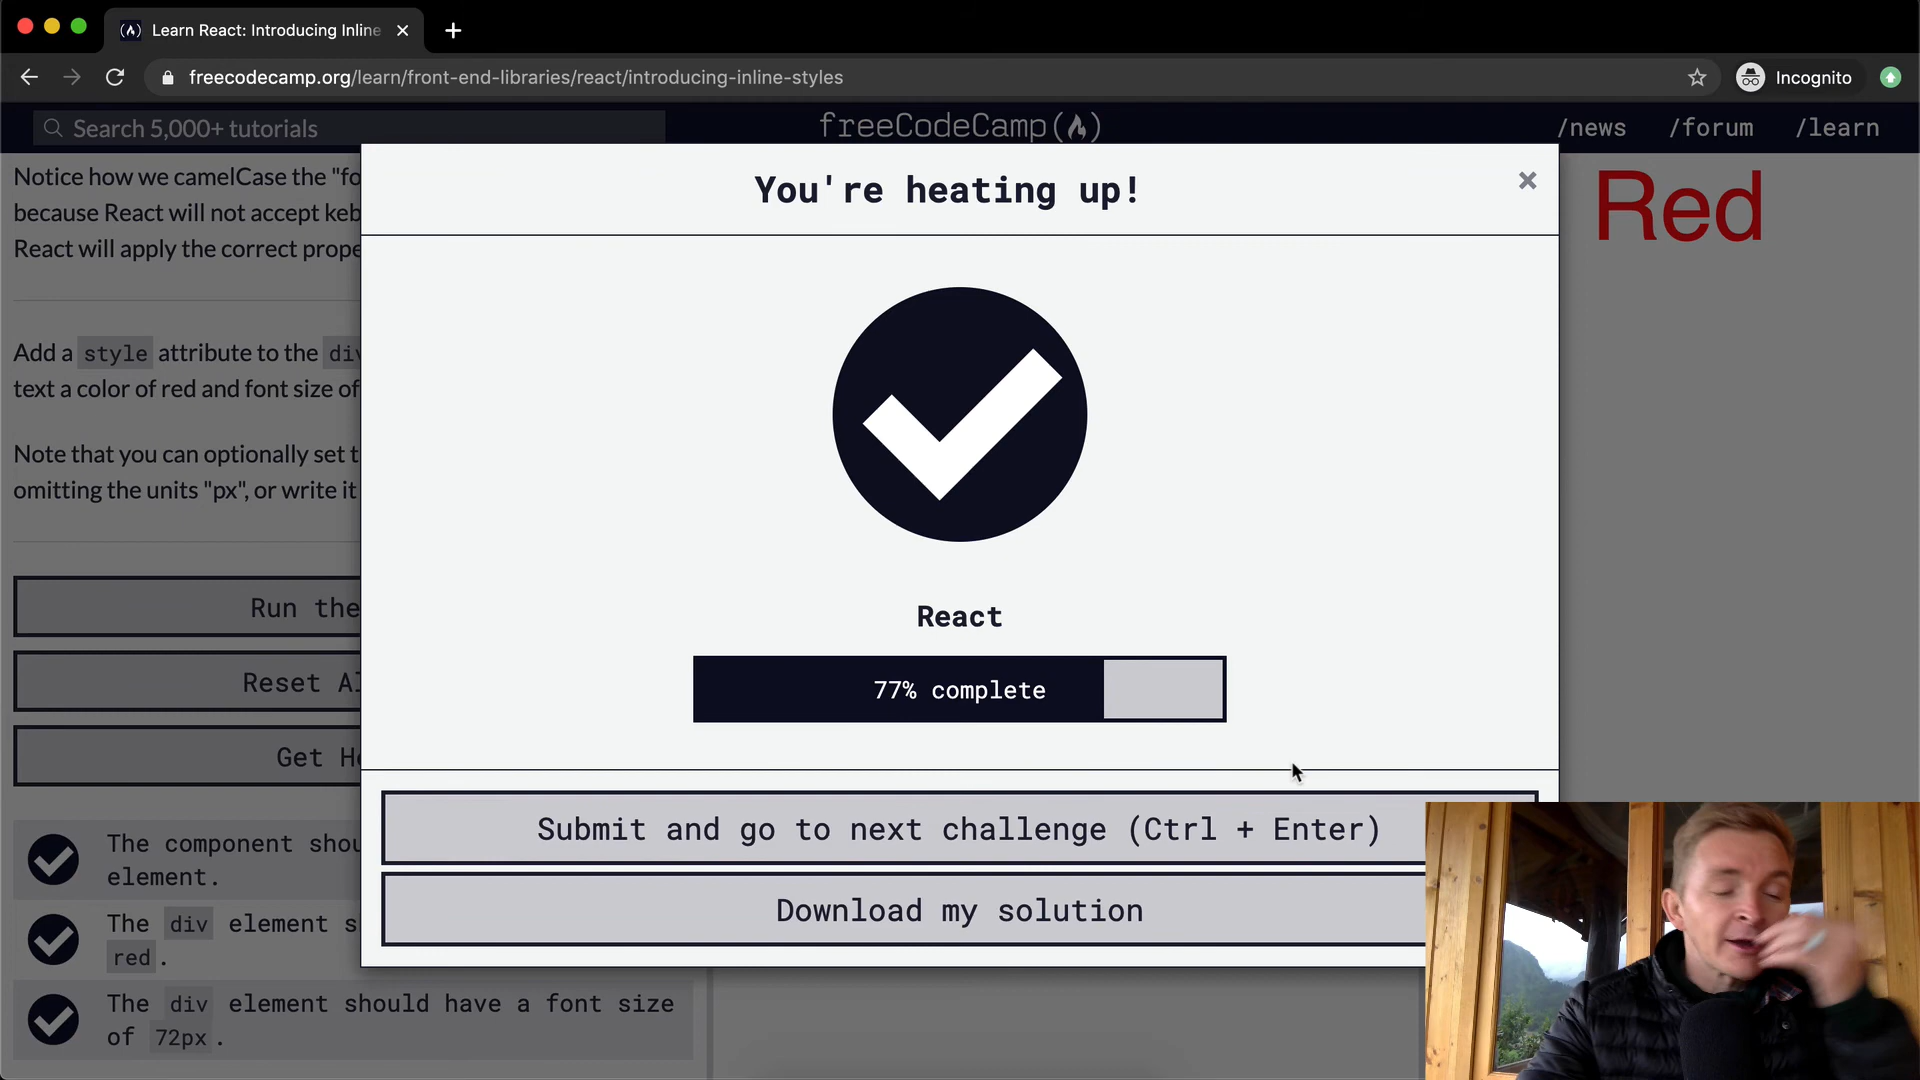 Learn React: Introducing Inline
freecodecamp.org/learn/front-end-libraries/react/introducing-inline-styles
Incognito
Search 5,000+ tutorials
freeCodeCamp
/news
/forum
/learn
Notice how we camelCase the "fo
because React will not accept keb
React will apply the correct prope
Add a style attribute to the div
text a color of red and font size of
Note that you can optionally set t
omitting the units "px", or write it
Run the
Reset Al
Get He
The component shou
element.
The div element s
red.
The div element should have a font size
of 72px.
You're heating up!
×
React
77% complete
Submit and go to next challenge (Ctrl + Enter)
Download my solution
Red